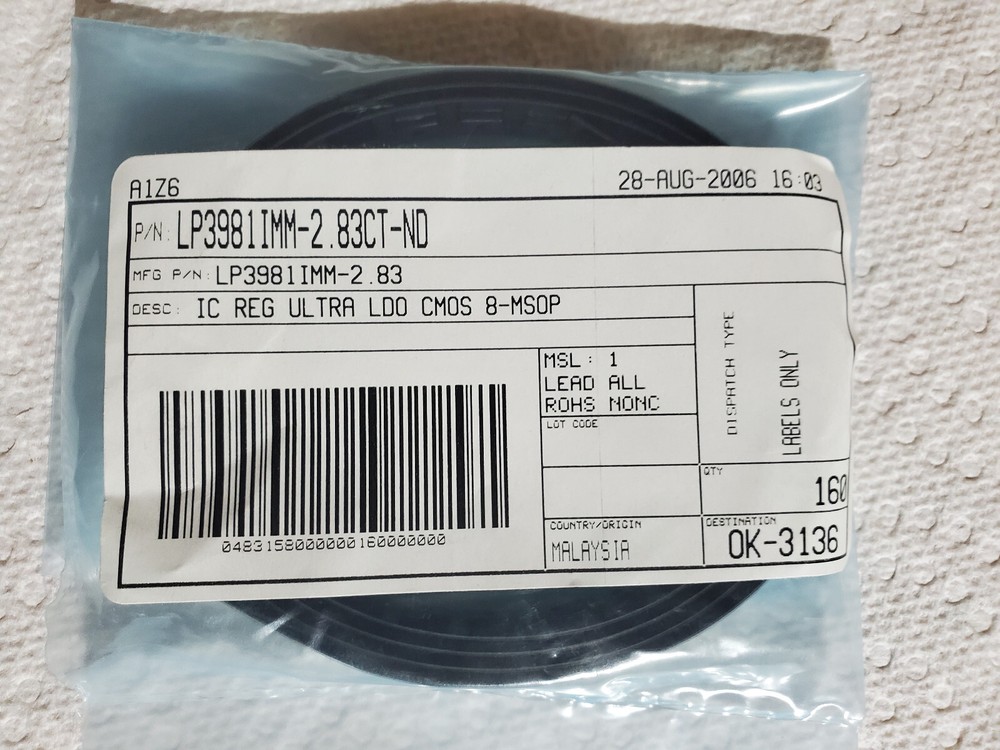 A1Z6
28-AUG-2006 16:03
P/N: LP3981IMM-2.83CT-ND
MFG P/N: LP3981IMM-2.83
DESC: IC REG ULTRA LDO CMOS 8-MSOP
DISPATCH TYPE
LABELS ONLY
MSL: 1
LEAD ALL
ROHS NONC
LOT CODE
QTY
160
COUNTRY/ORIGIN
MALAYSIA
DESTINATION
OK-3136
04831580000000160000000